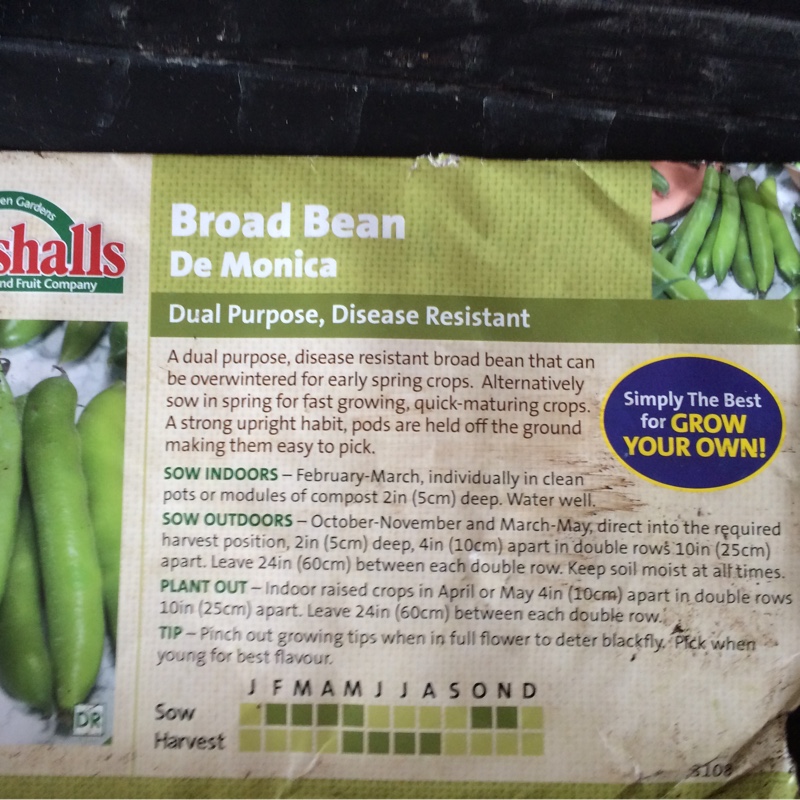 en Gardens
shalls
nd Fruit Company
Broad Bean
De Monica
Dual Purpose, Disease Resistant
A dual purpose, disease resistant broad bean that can
be overwintered for early spring crops. Alternatively
sow in spring for fast growing, quick-maturing crops.
A strong upright habit, pods are held off the ground
making them easy to pick.
Simply The Best
for GROW
YOUR OWN!
SOW INDOORS – February-March, individually in clean
pots or modules of compost 2in (5cm) deep. Water well.
SOW OUTDOORS – October-November and March-May, direct into the required
harvest position, 2in (5cm) deep, 4in (10cm) apart in double rows 10in (25cm)
apart. Leave 24in (60cm) between each double row. Keep soil moist at all times.
PLANT OUT – Indoor raised crops in April or May 4in (10cm) apart in double rows
10in (25cm) apart. Leave 24in (60cm) between each double row.
TIP – Pinch out growing tips when in full flower to deter blackfly. Pick when
young for best flavour.
DR
J F M A M J J A S O N D
Sow
Harvest
3108